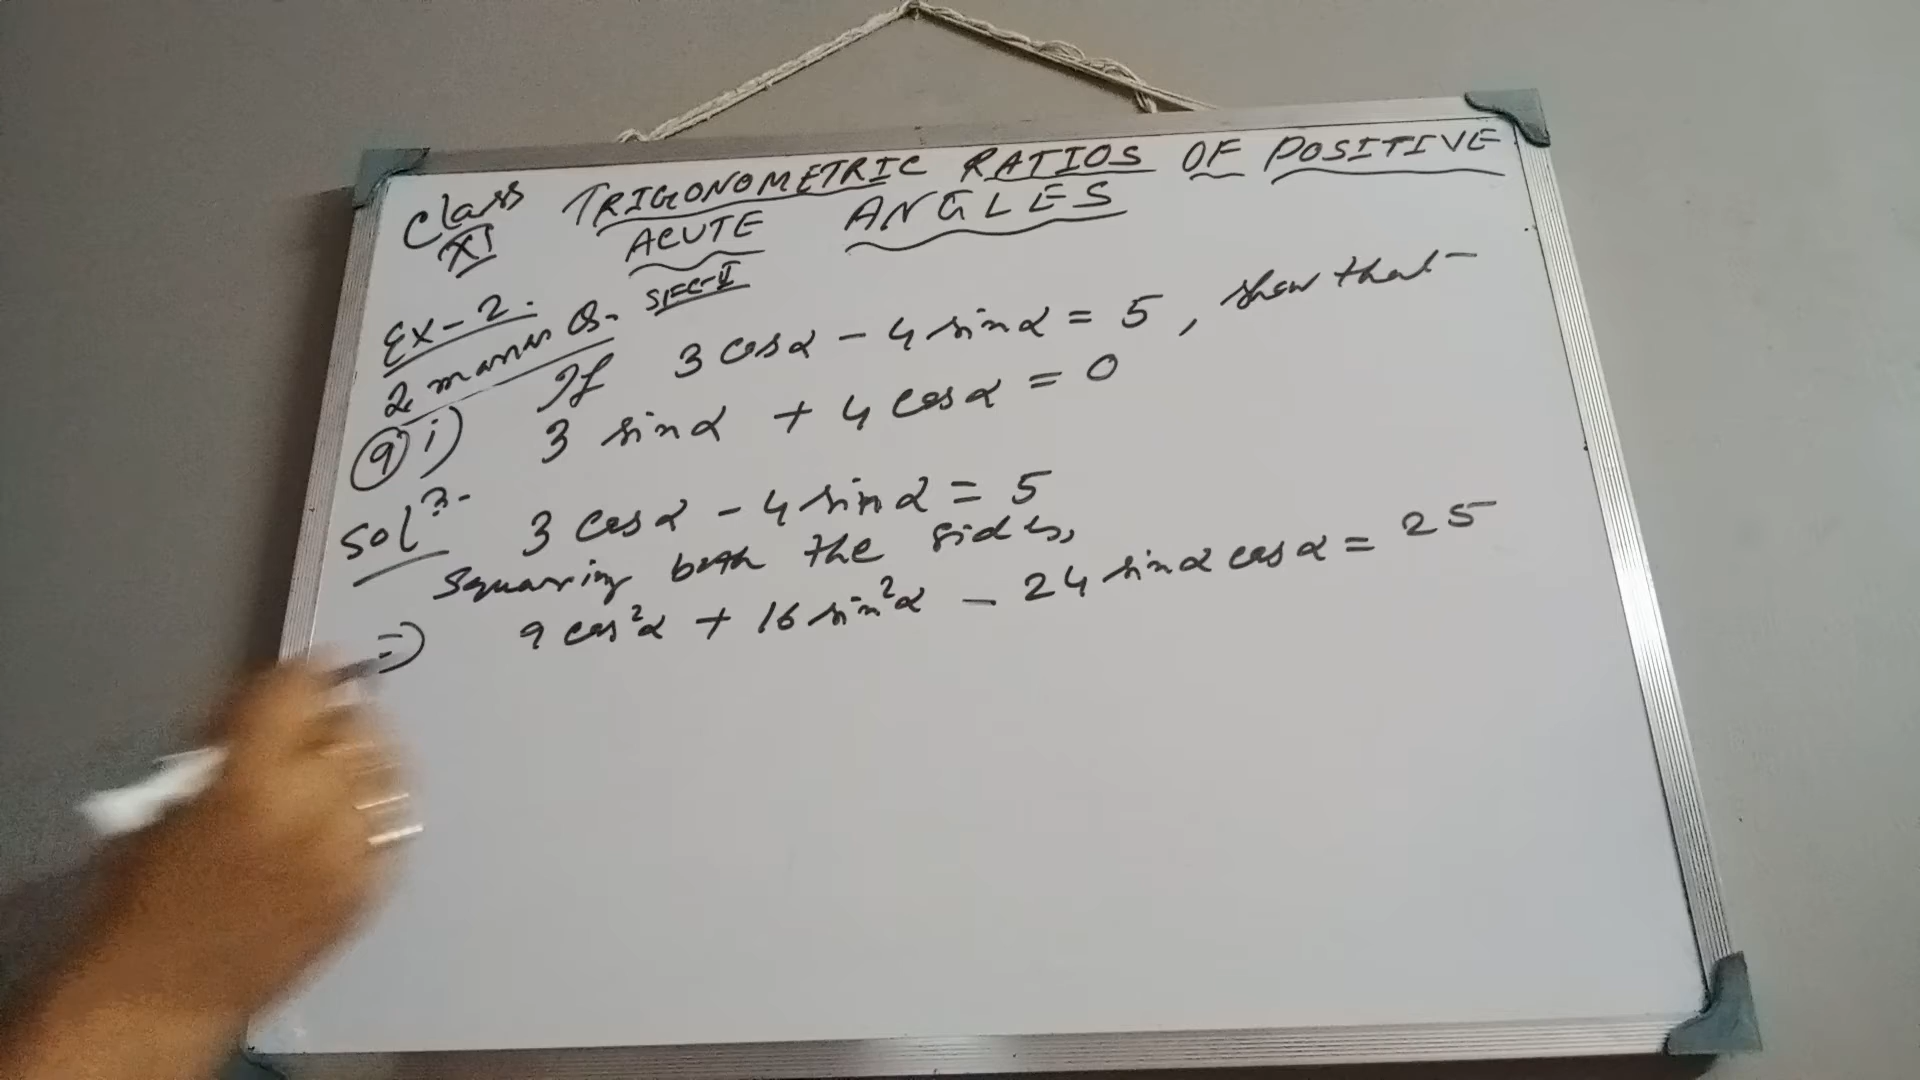 Class TRIGONOMETRIC RATIOS OF POSITIVE
XI ACUTE ANGLES
Ex-2. SEC-II
2 marks Q.
9 i) If 3 cosα - 4 sinα = 5, show that-
3 sinα + 4 cosα = 0
Solⁿ- 3 cosα - 4 sinα = 5
Squaring both the sides,
=> 9 cos²α + 16 sin²α - 24 sinα cosα = 25